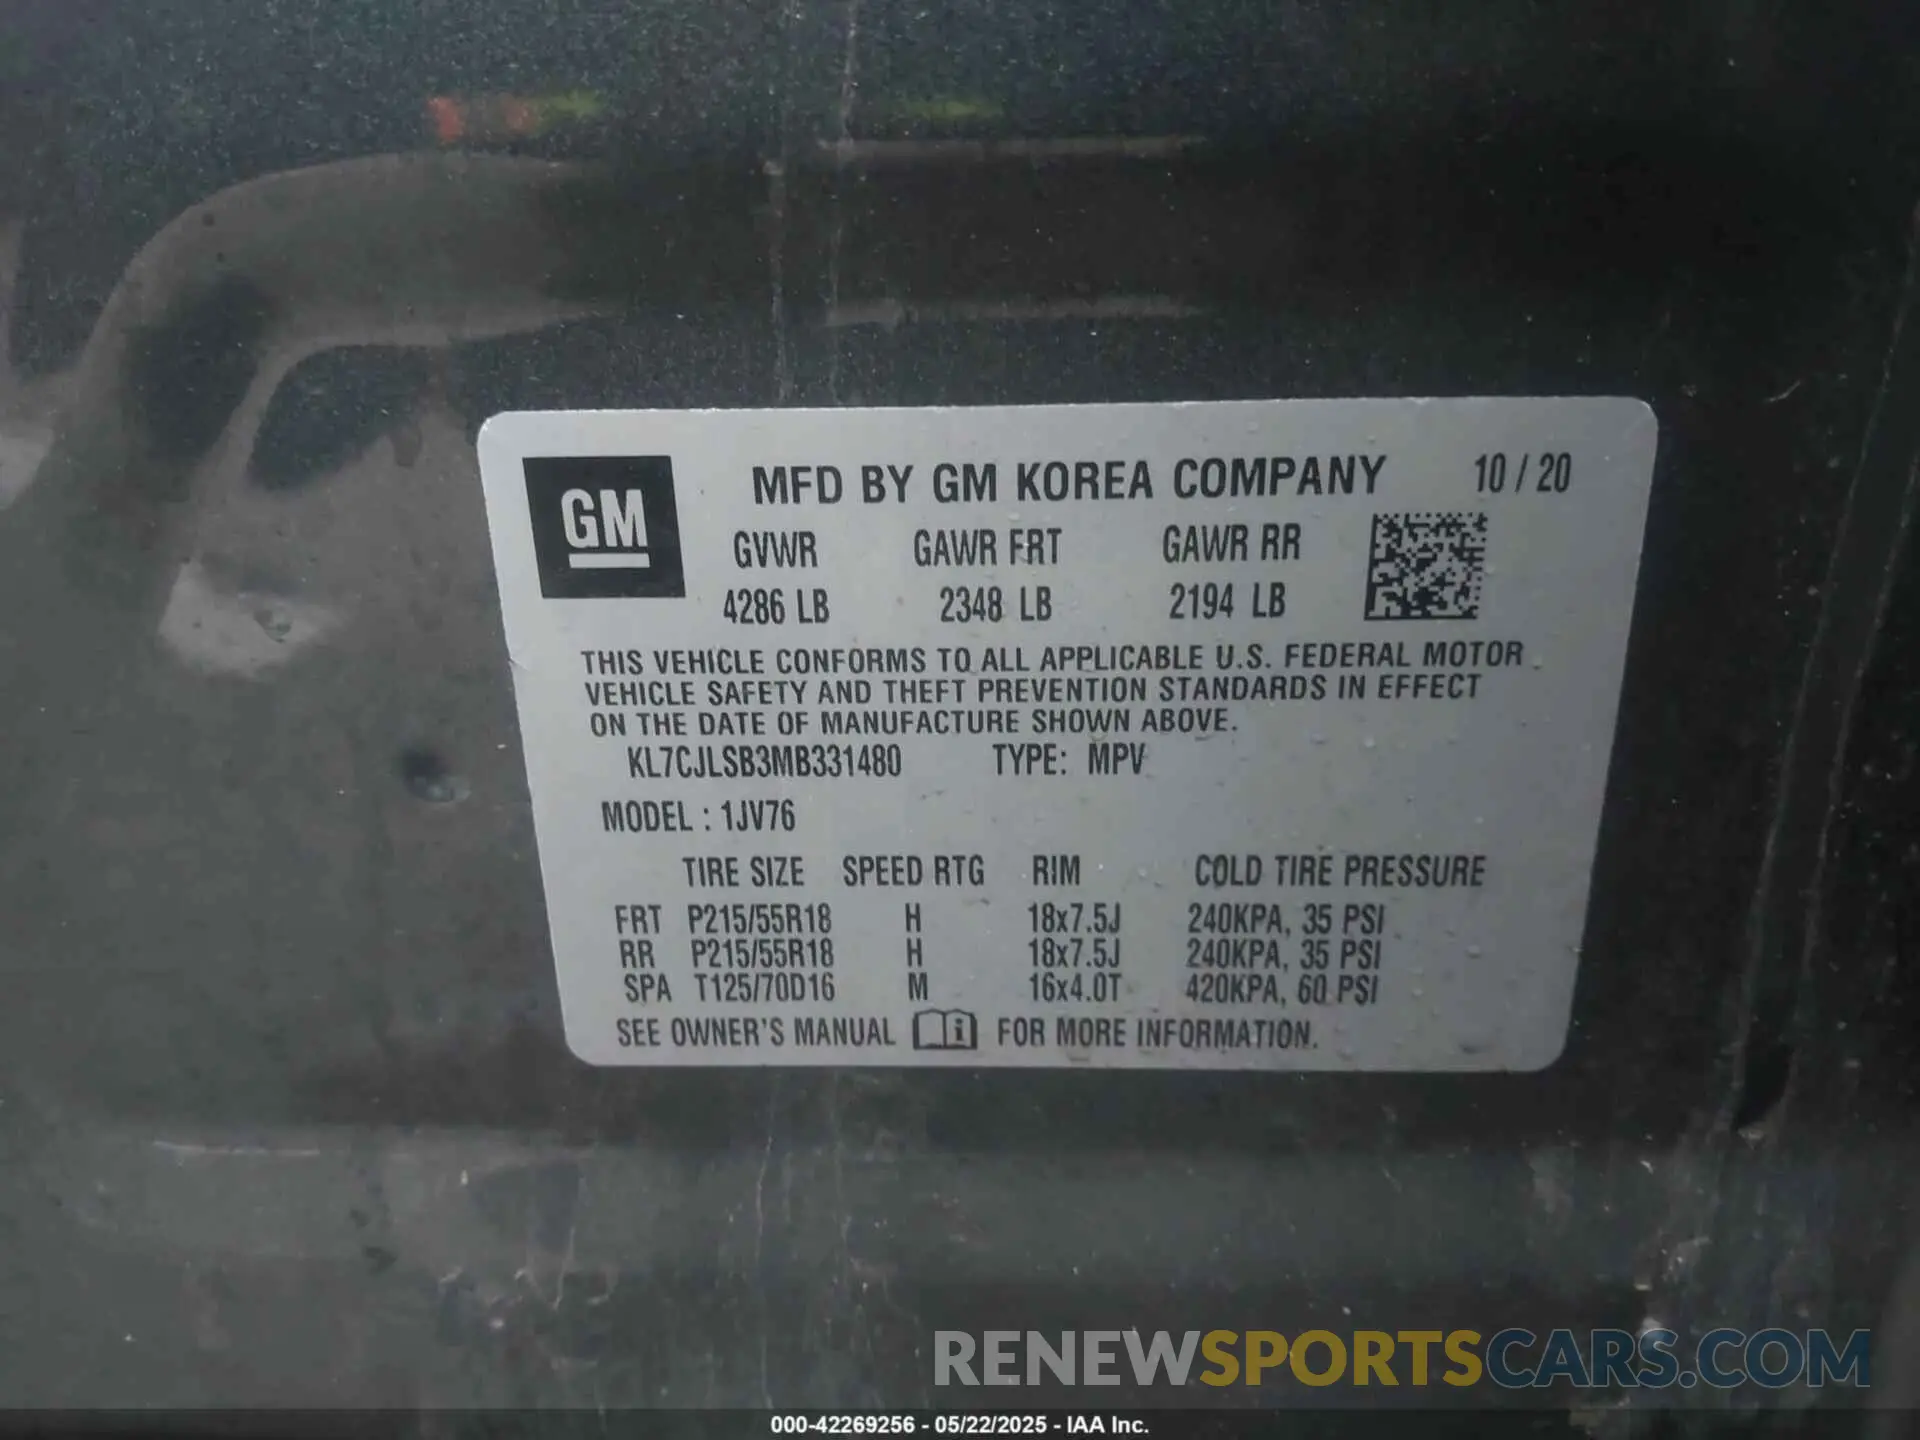 GM
MFD BY GM KOREA COMPANY 10 / 20
GVWR GAWR FRT GAWR RR
4286 LB 2348 LB 2194 LB
THIS VEHICLE CONFORMS TO ALL APPLICABLE U.S. FEDERAL MOTOR
VEHICLE SAFETY AND THEFT PREVENTION STANDARDS IN EFFECT
ON THE DATE OF MANUFACTURE SHOWN ABOVE.
KL7CJLSB3MB331480 TYPE: MPV
MODEL : 1JV76
TIRE SIZE SPEED RTG RIM COLD TIRE PRESSURE
FRT P215/55R18 H 18x7.5J 240KPA, 35 PSI
RR P215/55R18 H 18x7.5J 240KPA, 35 PSI
SPA T125/70D16 M 16x4.0T 420KPA, 60 PSI
SEE OWNER'S MANUAL i FOR MORE INFORMATION.
RENEWSPORTSCARS.COM
000-42269256 - 05/22/2025 - IAA Inc.